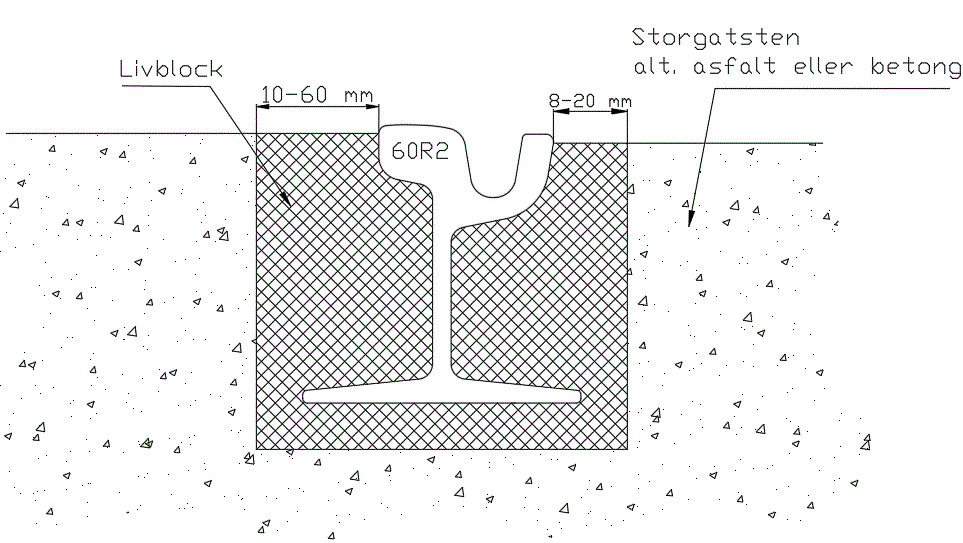 Storgatsten
alt. asfalt eller betong
Livblock
10-60 mm
8-20 mm
60R2